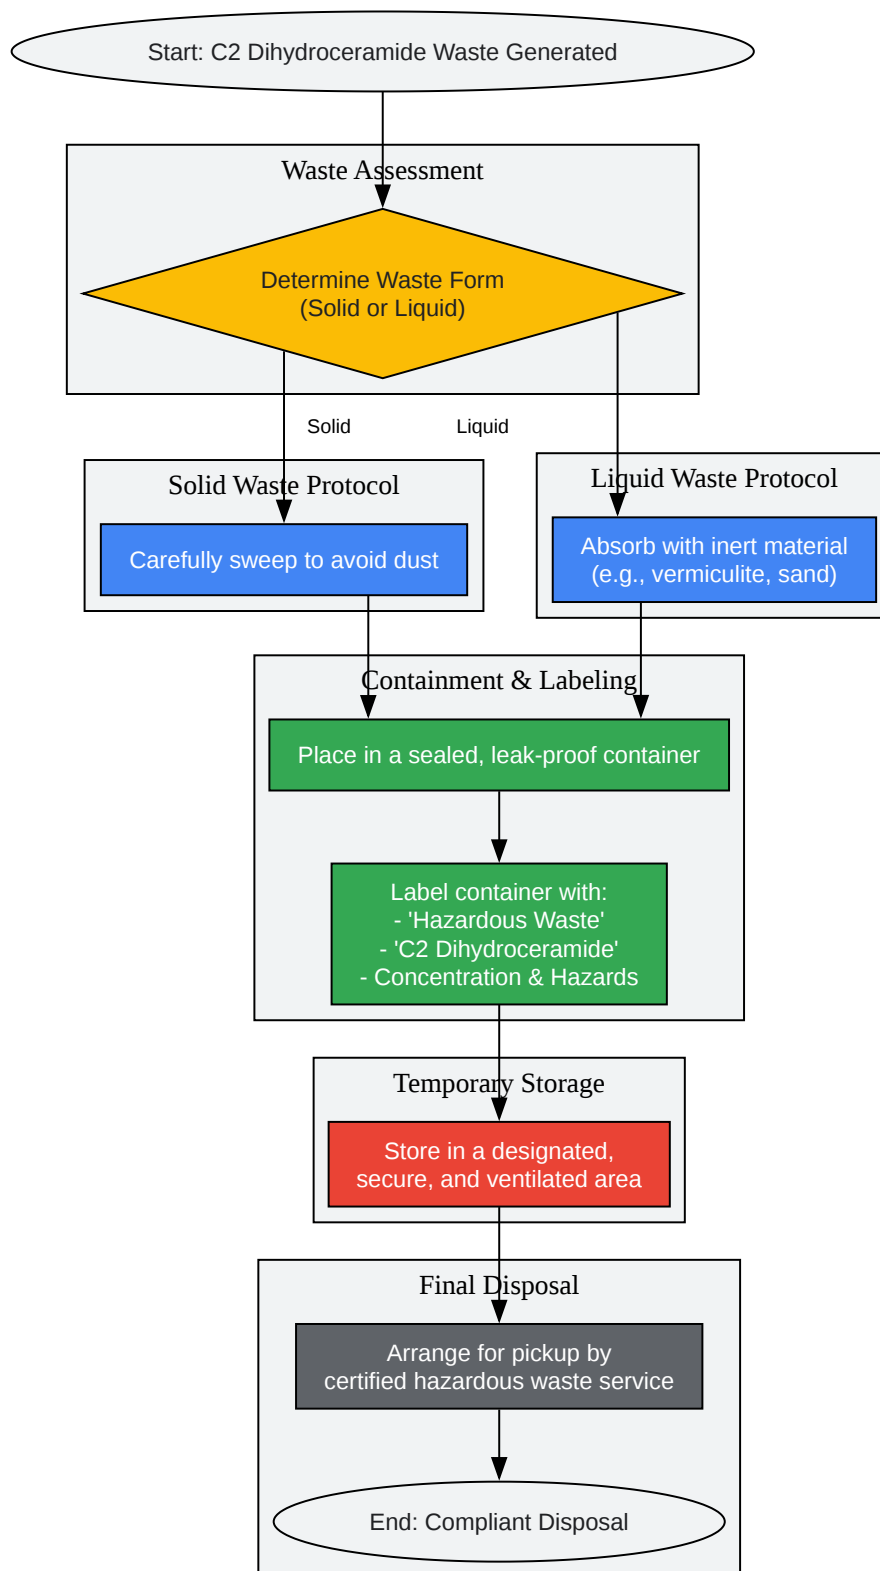 Start: C2 Dihydroceramide Waste Generated
Waste Assessment
Determine Waste Form
(Solid or Liquid)
Solid
Liquid
Solid Waste Protocol
Carefully sweep to avoid dust
Liquid Waste Protocol
Absorb with inert material
(e.g., vermiculite, sand)
Containment & Labeling
Place in a sealed, leak-proof container
Label container with:
- 'Hazardous Waste'
- 'C2 Dihydroceramide'
- Concentration & Hazards
Temporary Storage
Store in a designated,
secure, and ventilated area
Final Disposal
Arrange for pickup by
certified hazardous waste service
End: Compliant Disposal